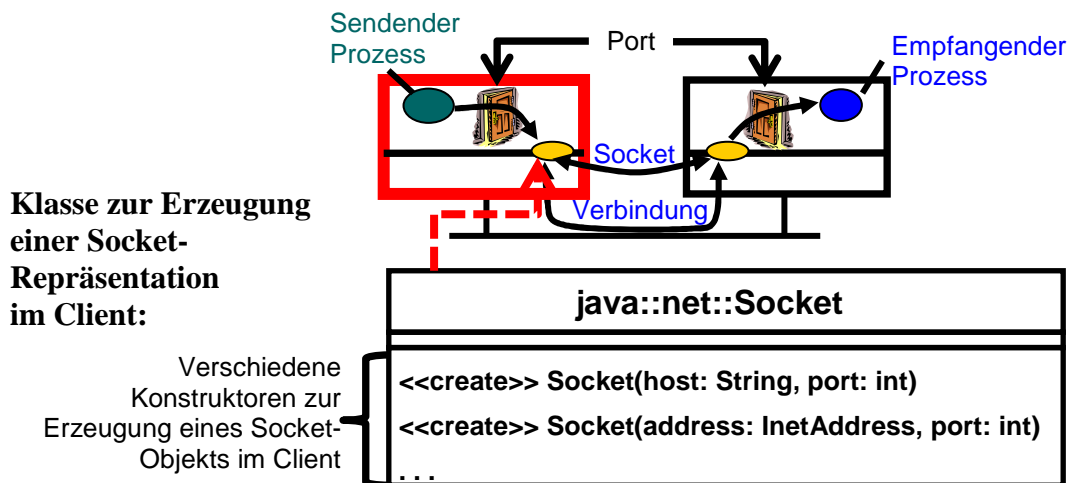 Sendender
Prozess
Port
Empfangender
Prozess
Socket
Verbindung
Klasse zur Erzeugung
einer Socket-
Repräsentation
im Client:
java::net::Socket
Verschiedene
Konstruktoren zur
Erzeugung eines Socket-
Objekts im Client
<<create>> Socket(host: String, port: int)
<<create>> Socket(address: InetAddress, port: int)
. . .